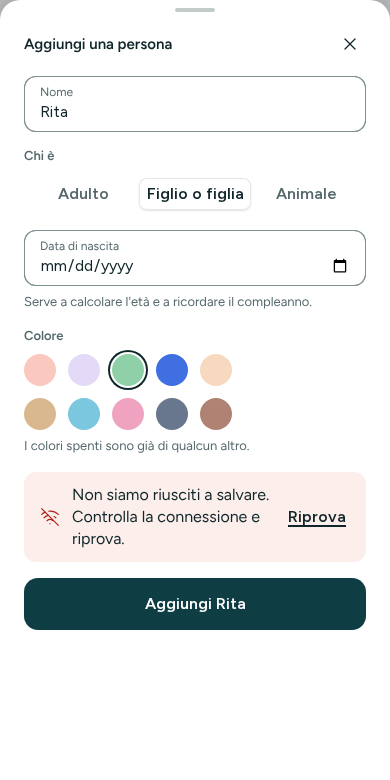 Aggiungi una persona
Nome
Rita
Chi è
Adulto
Figlio o figlia
Animale
Data di nascita
mm/dd/yyyy
Serve a calcolare l'età e a ricordare il compleanno.
Colore
I colori spenti sono già di qualcun altro.
Non siamo riusciti a salvare.
Controlla la connessione e
riprova.
Riprova
Aggiungi Rita